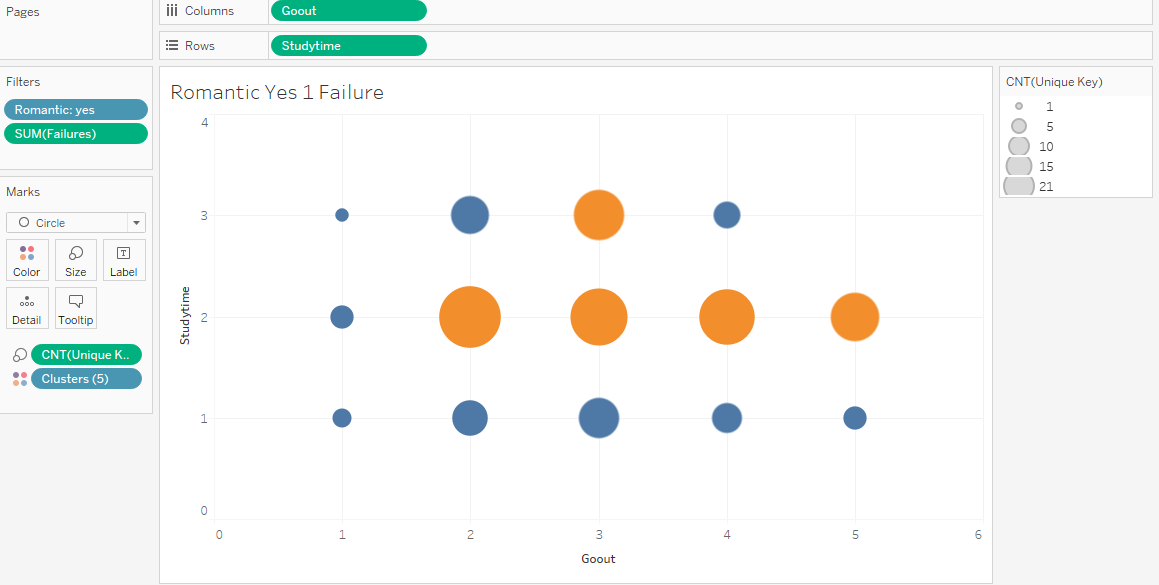 Pages
Columns
Goout
Rows
Studytime
Filters
Romantic: yes
SUM(Failures)
Marks
Circle
Color
Size
Label
Detail
Tooltip
CNT(Unique K..
Clusters (5)
Romantic Yes 1 Failure
Studytime
4
3
2
1
0
0 1 2 3 4 5 6
Goout
CNT(Unique Key)
1
5
10
15
21